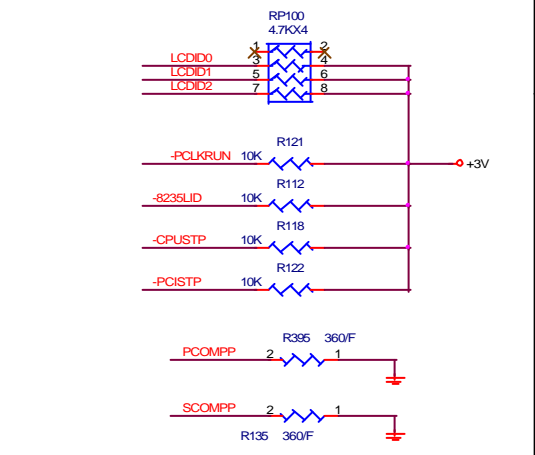 RP100
4.7KX4
1 2
LCDID0 3 4
LCDID1 5 6
LCDID2 7 8
R121
-PCLKRUN 10K +3V
R112
-8235LID 10K
R118
-CPUSTP 10K
R122
-PCISTP 10K
R395 360/F
PCOMPP 2 1
SCOMPP 2 1
R135 360/F